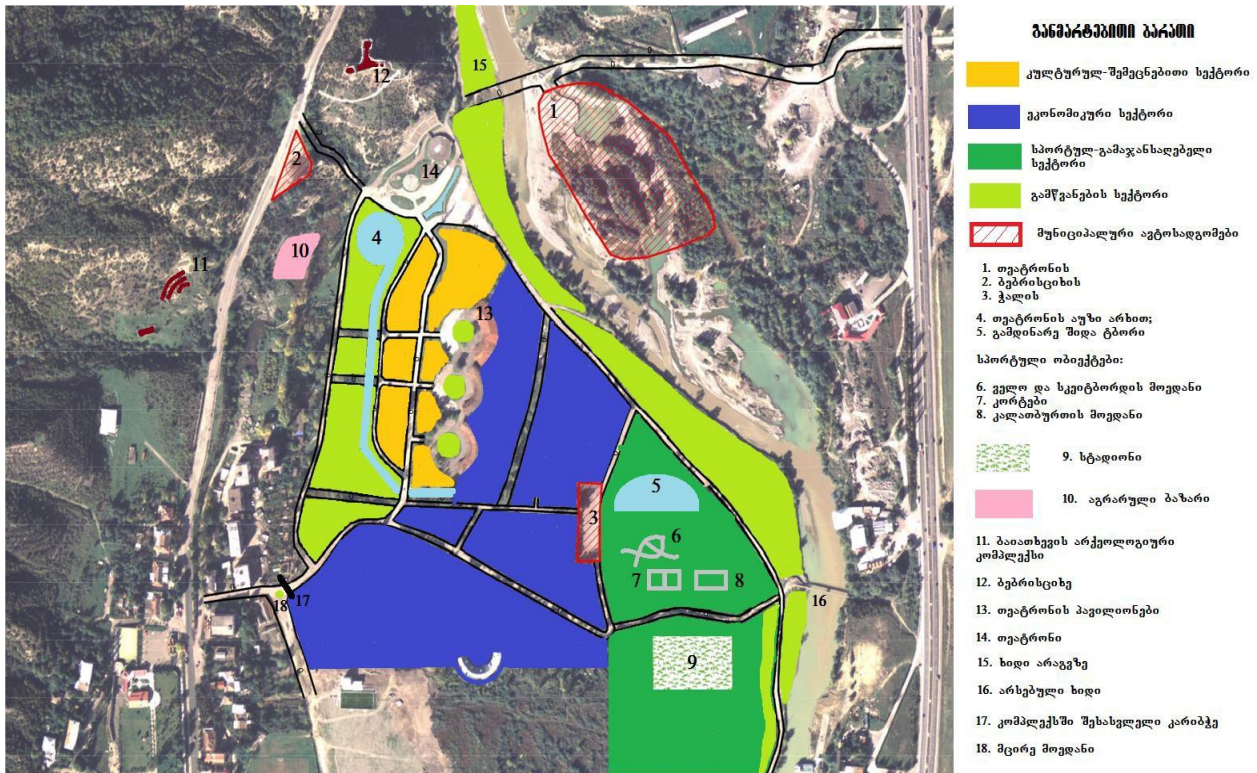 განმარტებითი ბარათი
კულტურულ-შემეცნებითი სექტორი
ეკონომიკური სექტორი
სპორტულ-გამაჯანსაღებელი
სექტორი
გამწვანების სექტორი
მუნიციპალური ავტოსადგომები
1. თეატრონის
2. ბებრისციხის
3. ჭალის
4. თეატრონის აუზი არხით;
5. გამდინარე შიდა ტბორი
სპორტული ობიექტები:
6. ველო და სკეიტბორდის მოედანი
7. კორტები
8. კალათბურთის მოედანი
9. სტადიონი
10. აგრარული ბაზარი
11. ბაიათხევის არქეოლოგიური
კომპლექსი
12. ბებრისციხე
13. თეატრონის პავილიონები
14. თეატრონი
15. ხიდი არაგვზე
16. არსებული ხიდი
17. კომპლექსში შესასვლელი კარიბჭე
18. მცირე მოედანი
12
15
1
2
14
4
10
11
13
5
3
6
7
8
16
18
17
9